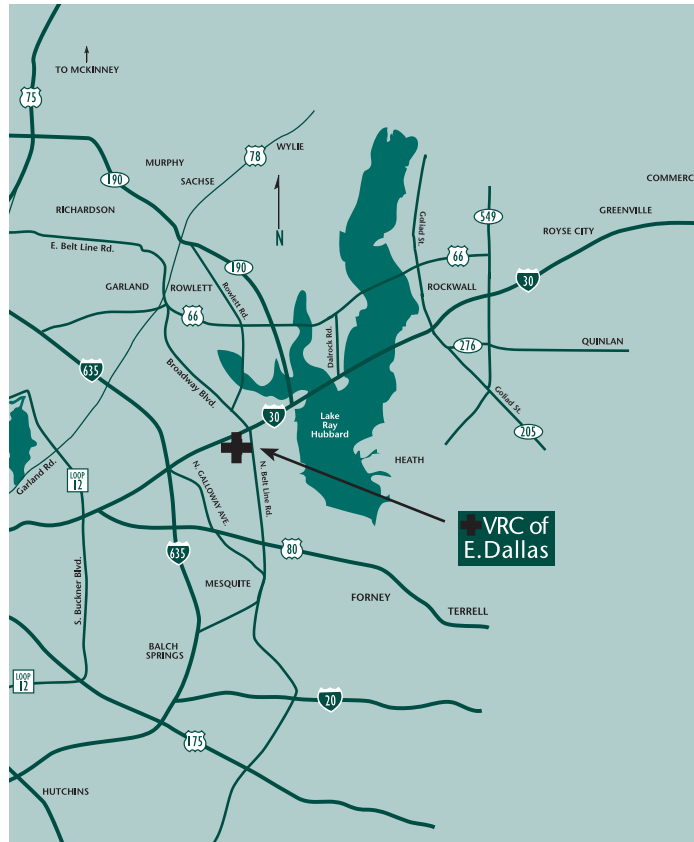 TO MCKINNEY
75
WYLIE
78
MURPHY
SACHSE
190
COMMERC
RICHARDSON
549
GREENVILLE
ROYSE CITY
N
Goliad St.
E. Belt Line Rd.
66
190
30
GARLAND
ROWLETT
Rowlett Rd.
ROCKWALL
66
Dalrock Rd.
276
QUINLAN
635
Broadway Blvd.
Goliad St.
30
Lake
Ray
Hubbard
205
HEATH
Garland Rd.
LOOP
12
N. GALLOWAY AVE.
N. Belt Line Rd.
VRC of
E.Dallas
635
80
S. Buckner Blvd.
MESQUITE
FORNEY
TERRELL
BALCH
SPRINGS
LOOP
12
20
175
HUTCHINS